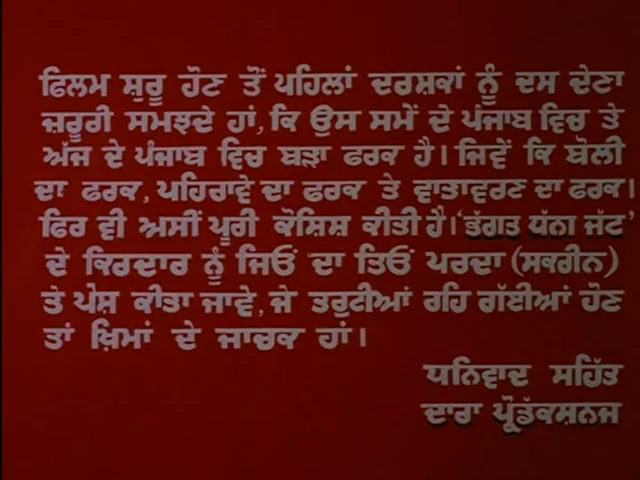 ਫਿਲਮ ਸ਼ੁਰੂ ਹੋਣ ਤੋਂ ਪਹਿਲਾਂ ਦਰਸ਼ਕਾਂ ਨੂੰ ਦਸ ਦੇਣਾ
ਜ਼ਰੂਰੀ ਸਮਝਦੇ ਹਾਂ, ਕਿ ਉਸ ਸਮੇਂ ਦੇ ਪੰਜਾਬ ਵਿਚ ਤੇ
ਅੱਜ ਦੇ ਪੰਜਾਬ ਵਿਚ ਬੜਾ ਫਰਕ ਹੈ। ਜਿਵੇਂ ਕਿ ਬੋਲੀ
ਦਾ ਫਰਕ, ਪਹਿਰਾਵੇ ਦਾ ਫਰਕ ਤੇ ਵਾਤਾਵਰਣ ਦਾ ਫਰਕ।
ਫਿਰ ਵੀ ਅਸੀਂ ਪੂਰੀ ਕੋਸ਼ਿਸ਼ ਕੀਤੀ ਹੈ। 'ਭੱਗਤ ਧੱਨਾ ਜੱਟ'
ਦੇ ਕਿਰਦਾਰ ਨੂੰ ਜਿਓਂ ਦਾ ਤਿਓਂ ਪਰਦਾ (ਸਕਰੀਨ)
ਤੇ ਪੇਸ਼ ਕੀਤਾ ਜਾਵੇ, ਜੇ ਤਰੁਟੀਆਂ ਰਹਿ ਗੱਈਆਂ ਹੋਣ
ਤਾਂ ਖ਼ਿਮਾਂ ਦੇ ਜਾਚਕ ਹਾਂ।
ਧਨਿਵਾਦ ਸਹਿੱਤ
ਦਾਰਾ ਪ੍ਰੌਡੱਕਸ਼ਨਜ